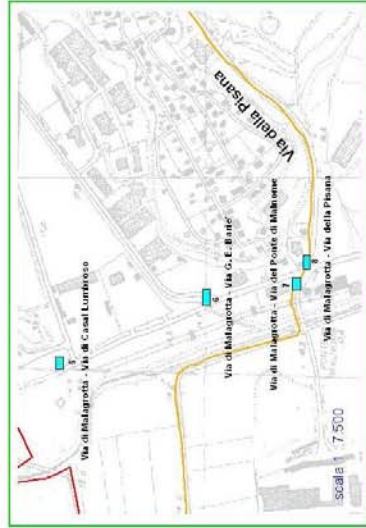 5
Via di Malagrotta - Via di Casal Lumbroso
6
Via di Malagrotta - Via G. E. Barie'
Via della Pisana
Via di Malagrotta - Via del Ponte di Malnome
7
8
Via di Malagrotta - Via della Pisana
scala 1 : 7.500